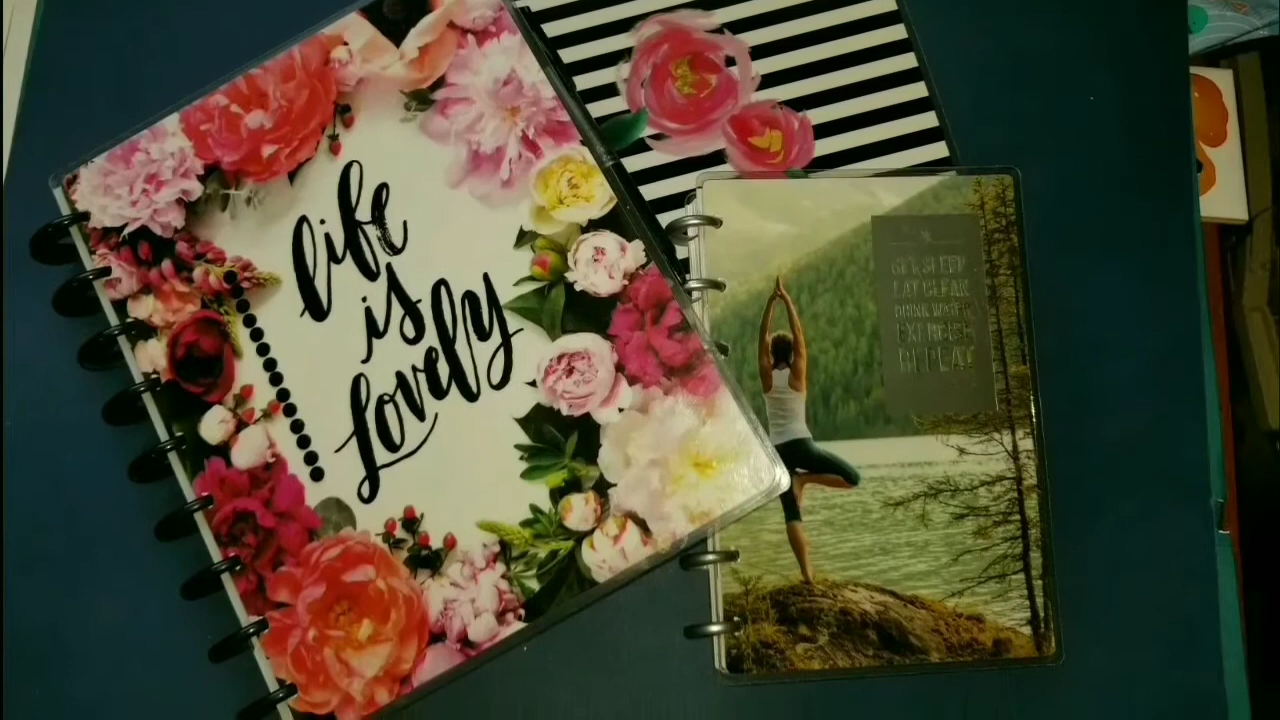 life
is
lovely
GET SLEEP
EAT CLEAN
DRINK WATER
EXERCISE
REPEAT